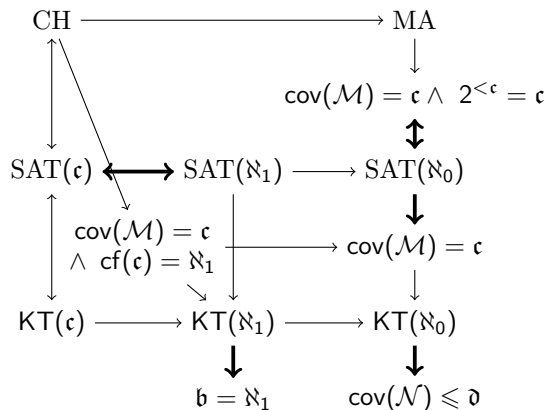 CH MA
cov(ℳ) = 𝔠 ∧ 2^{<𝔠} = 𝔠
SAT(𝔠) SAT(ℵ₁) SAT(ℵ₀)
cov(ℳ) = 𝔠
∧ cf(𝔠) = ℵ₁
cov(ℳ) = 𝔠
KT(𝔠) KT(ℵ₁) KT(ℵ₀)
𝔟 = ℵ₁ cov(𝒩) ⩽ 𝔡